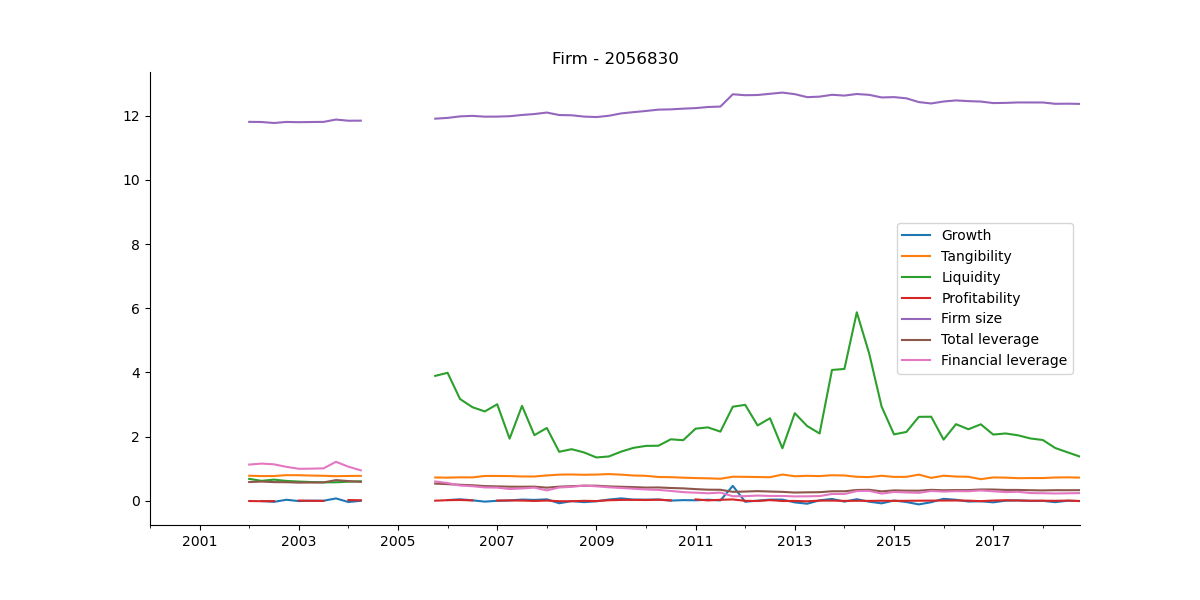 Firm - 2056830
12
10
8
6
4
2
0
Growth
Tangibility
Liquidity
Profitability
Firm size
Total leverage
Financial leverage
2001 2003 2005 2007 2009 2011 2013 2015 2017